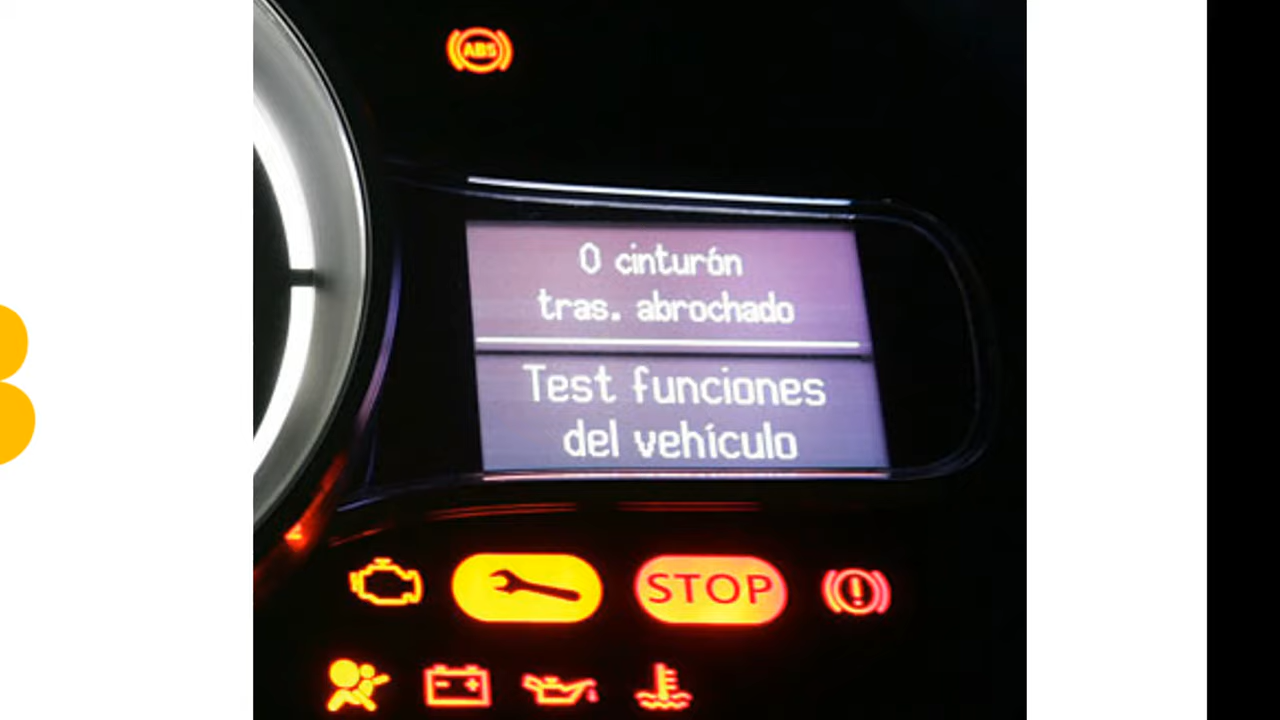 ABS
0 cinturón
tras. abrochado
Test funciones
del vehículo
STOP